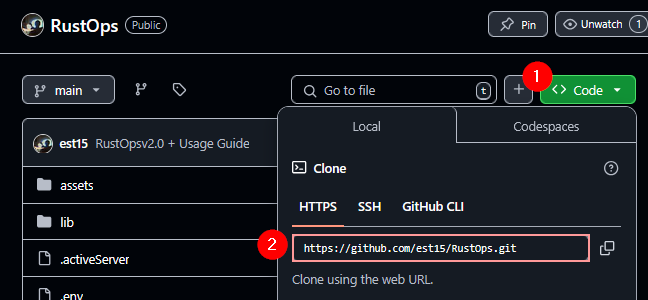 RustOps Public Pin Unwatch 1
main Go to file t + 1 <> Code
Local Codespaces
est15 RustOpsv2.0 + Usage Guide
Clone ?
assets
HTTPS SSH GitHub CLI
lib
2 https://github.com/est15/RustOps.git
.activeServer
Clone using the web URL.
.env